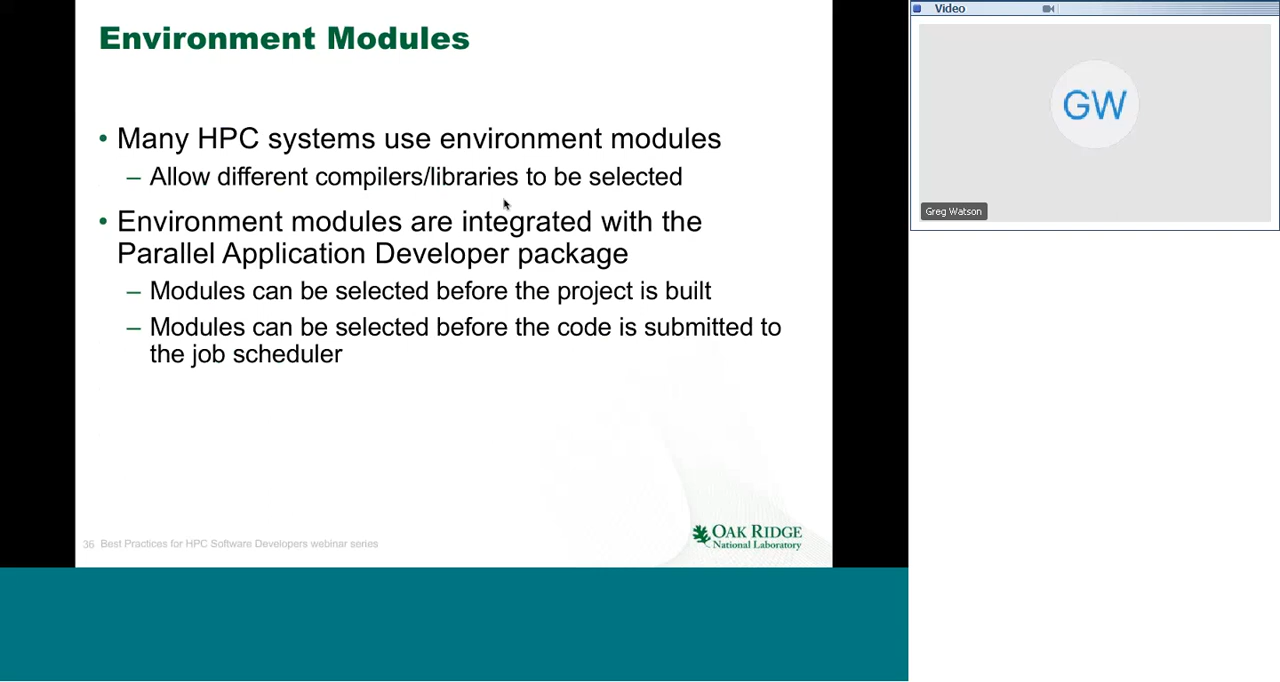 Environment Modules
• Many HPC systems use environment modules
– Allow different compilers/libraries to be selected
• Environment modules are integrated with the
Parallel Application Developer package
– Modules can be selected before the project is built
– Modules can be selected before the code is submitted to
the job scheduler
36 Best Practices for HPC Software Developers webinar series
OAK RIDGE
National Laboratory
Video
GW
Greg Watson